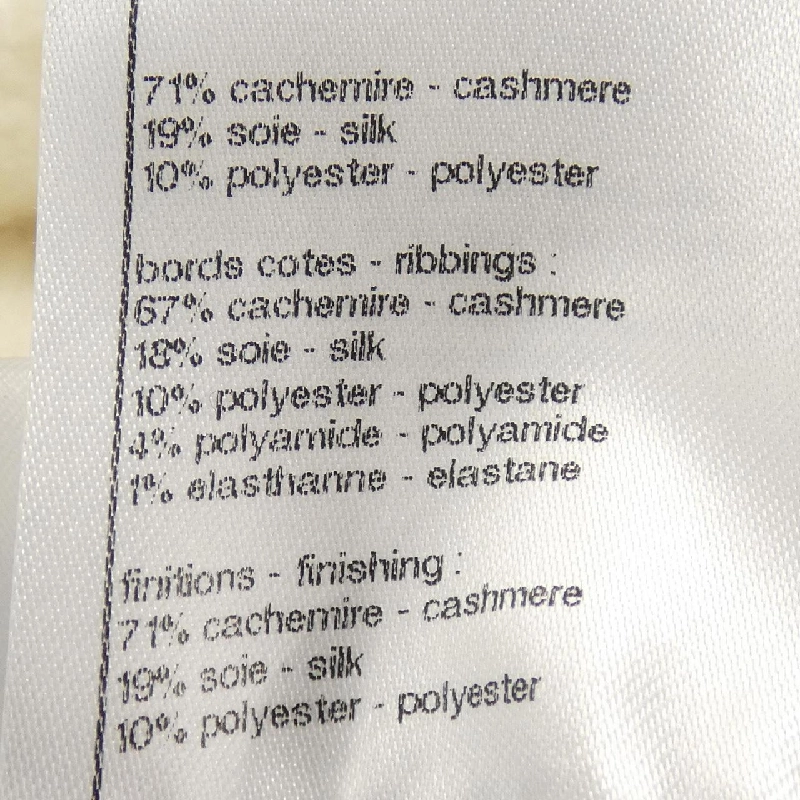 71% cachemire - cashmere
19% soie - silk
10% polyester - polyester
bords cotes - ribbings :
67% cachemire - cashmere
18% soie - silk
10% polyester - polyester
4% polyamide - polyamide
1% elasthanne - elastane
finitions - finishing :
71% cachemire - cashmere
19% soie - silk
10% polyester - polyester